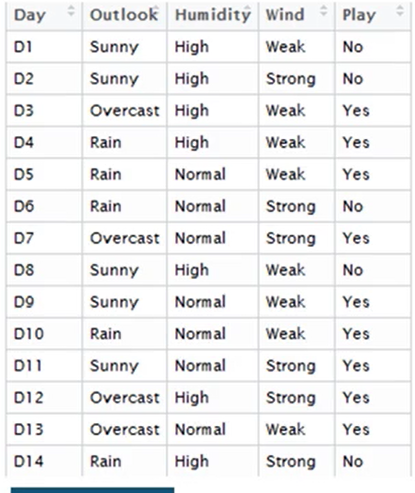 Day Outlook Humidity Wind Play
D1 Sunny High Weak No
D2 Sunny High Strong No
D3 Overcast High Weak Yes
D4 Rain High Weak Yes
D5 Rain Normal Weak Yes
D6 Rain Normal Strong No
D7 Overcast Normal Strong Yes
D8 Sunny High Weak No
D9 Sunny Normal Weak Yes
D10 Rain Normal Weak Yes
D11 Sunny Normal Strong Yes
D12 Overcast High Strong Yes
D13 Overcast Normal Weak Yes
D14 Rain High Strong No